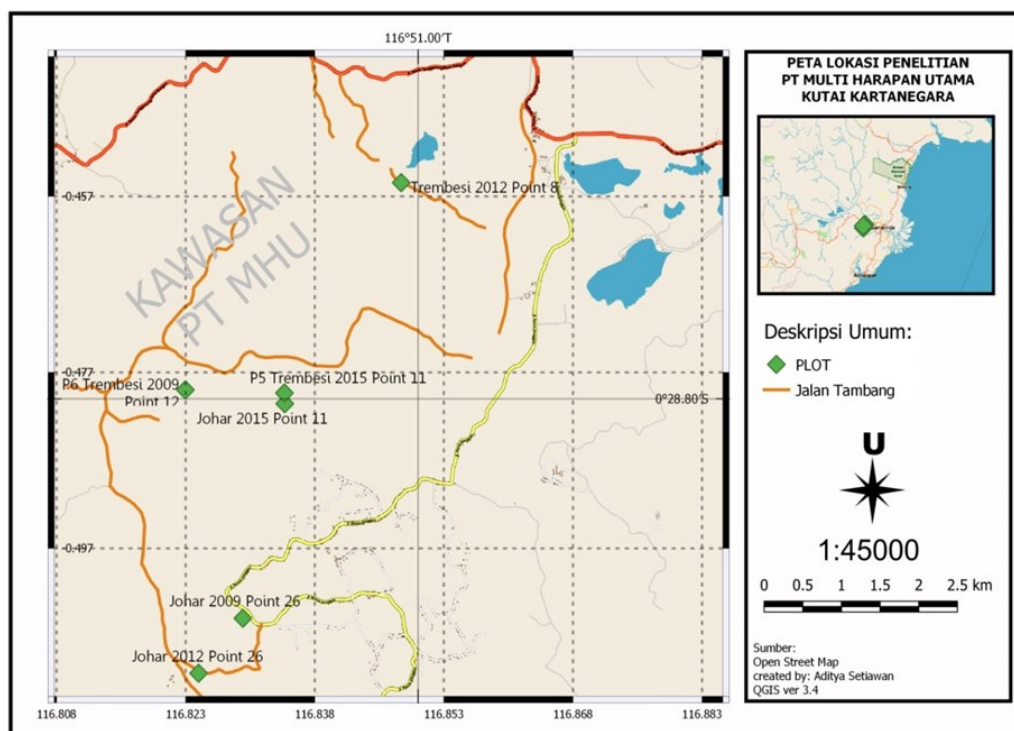 116°51.00'T
KAWASAN
PT MHU
Trembesi 2012 Point 8
-0.457
-0.477
P6 Trembesi 2009
Point 12
P5 Trembesi 2015 Point 11
Johar 2015 Point 11
0°28.80'S
-0.497
Johar 2009 Point 26
Johar 2012 Point 26
116.808
116.823
116.838
116.853
116.868
116.883
PETA LOKASI PENELITIAN
PT MULTI HARAPAN UTAMA
KUTAI KARTANEGARA
Deskripsi Umum:
PLOT
Jalan Tambang
U
1:45000
0 0.5 1 1.5 2 2.5 km
Sumber:
Open Street Map
created by: Aditya Setiawan
QGIS ver 3.4